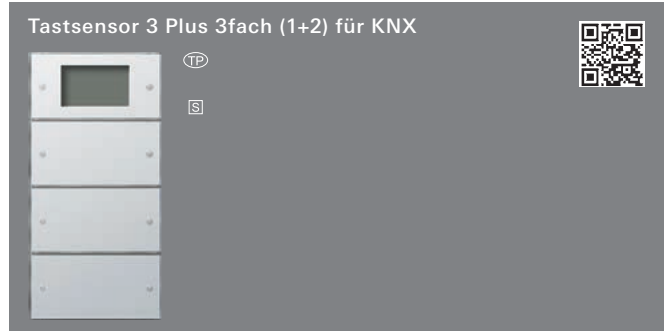 Tastsensor 3 Plus 3fach (1+2) für KNX
TP
S